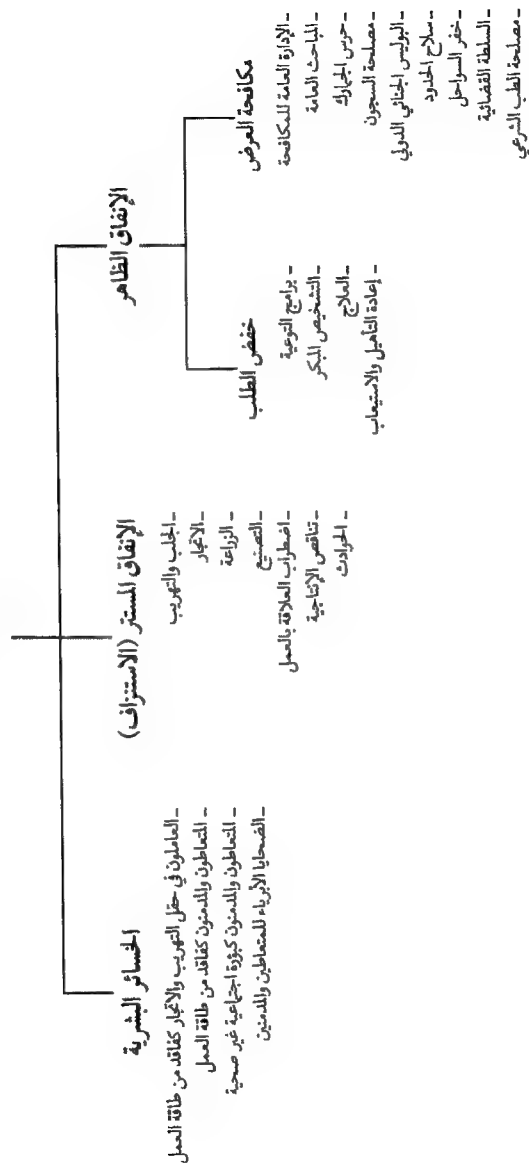 الإنفاق الظاهر
مكافحة العرض
- الإدارة العامة للمكافحة
- المباحث العامة
- حرس الجمارك
- مصلحة السجون
- البوليس الجنائي الدولي
- سلاح الحدود
- خفر السواحل
- السلطة القضائية
- مصلحة الطب الشرعي
خفض الطلب
- برامج التوعية
- التشخيص المبكر
- العلاج
- إعادة التأهيل والاستيعاب
الإنفاق المستتر (الاستنزاف)
- الجلب والتهريب
- الاتجار
- الزراعة
- التصنيع
- اضطراب العلاقة بالعمل
- تناقص الإنتاجية
- الحوادث
الخسائر البشرية
- العاملون في حقل التهريب والاتجار كفاقد من طاقة العمل
- المتعاطون والمدمنون كفاقد من طاقة العمل
- المتعاطون والمدمنون كبؤرة اجتماعية غير صحية
- الضحايا الأبرياء للمتعاطين والمدمنين